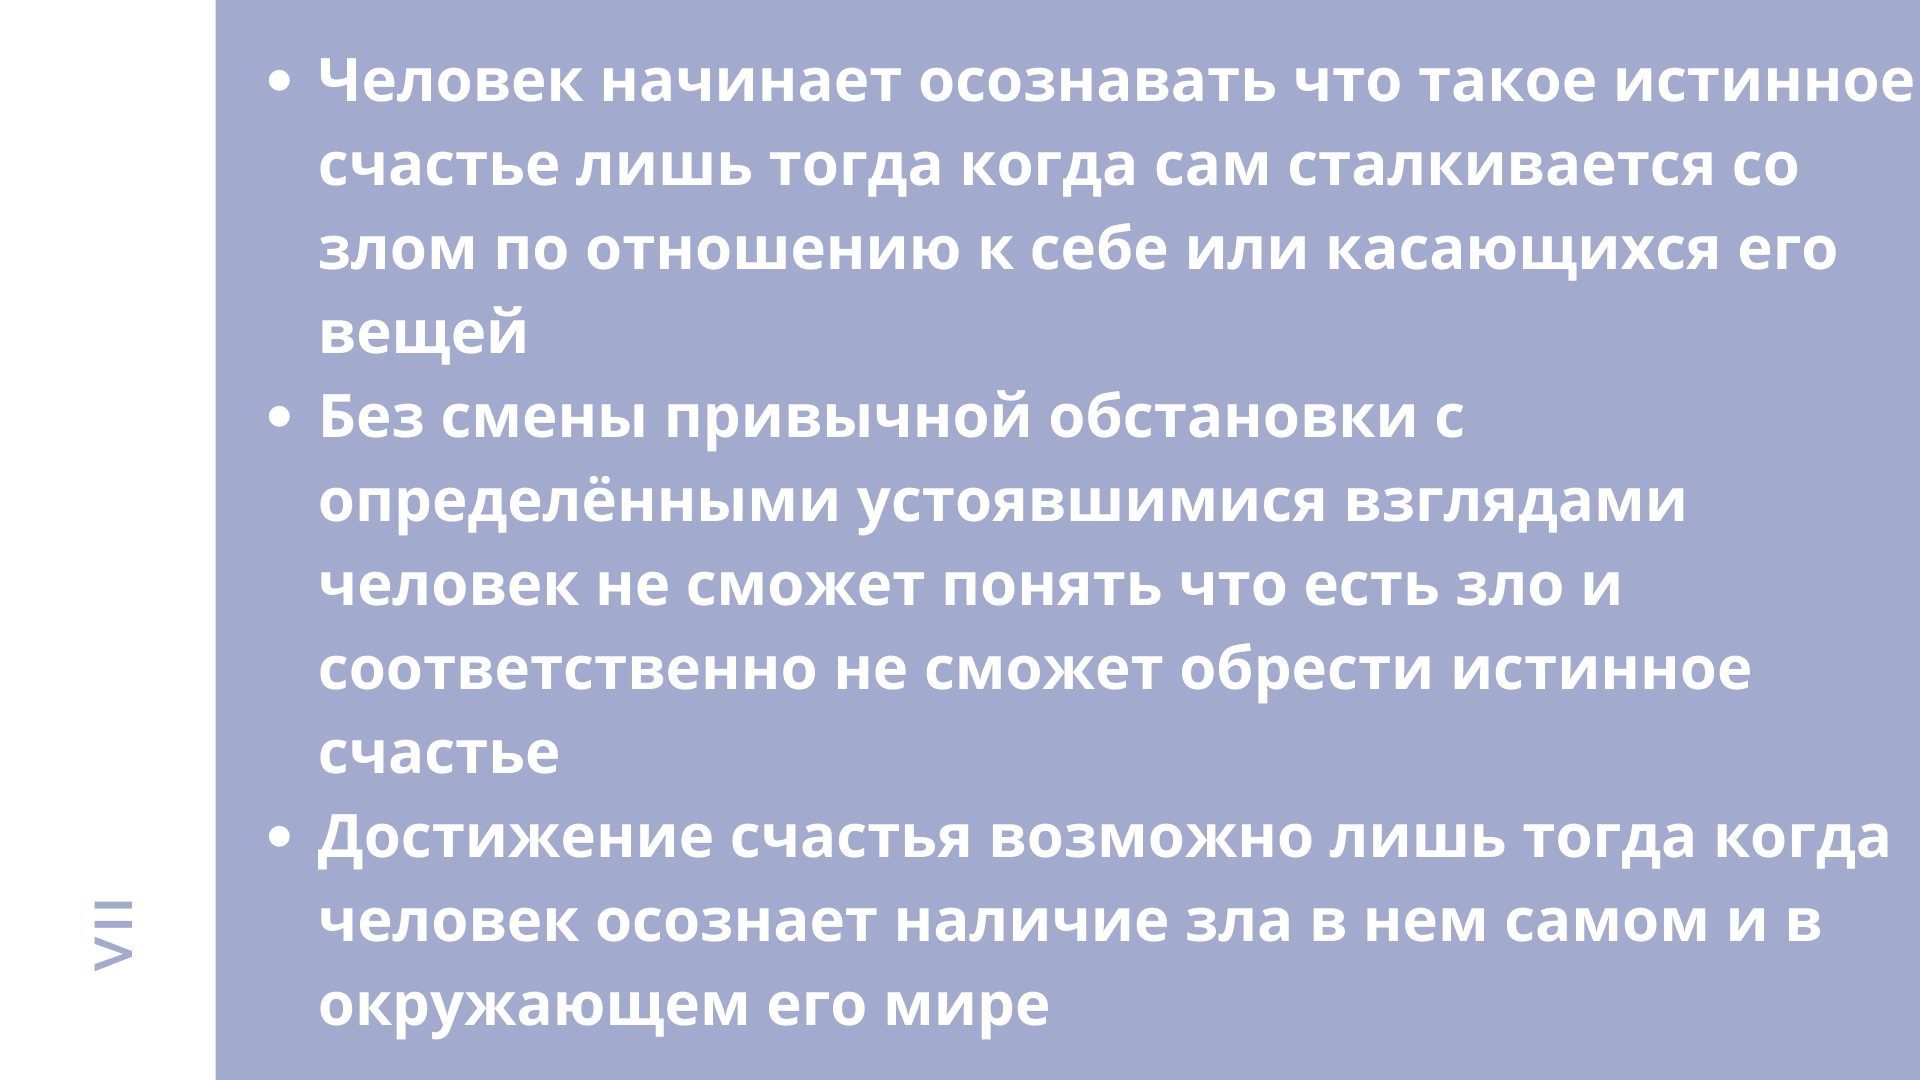 • Человек начинает осознавать что такое истинное
счастье лишь тогда когда сам сталкивается со
злом по отношению к себе или касающихся его
вещей
• Без смены привычной обстановки с
определёнными устоявшимися взглядами
человек не сможет понять что есть зло и
соответственно не сможет обрести истинное
счастье
• Достижение счастья возможно лишь тогда когда
человек осознает наличие зла в нем самом и в
окружающем его мире
VII